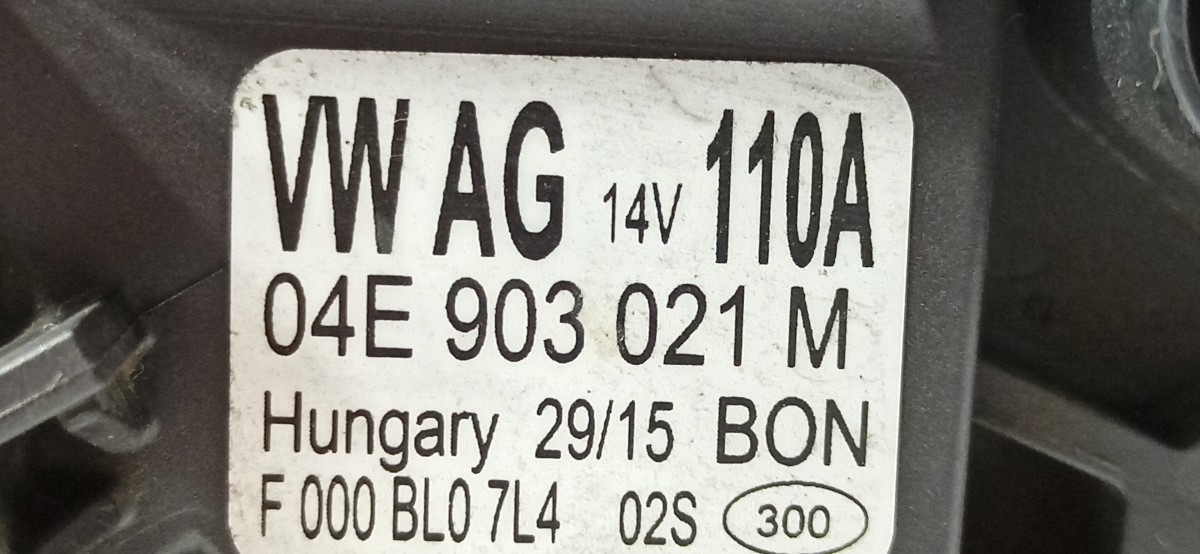 VW AG 14V 110A
04E 903 021 M
Hungary 29/15 BON
F 000 BL0 7L4 02S 300